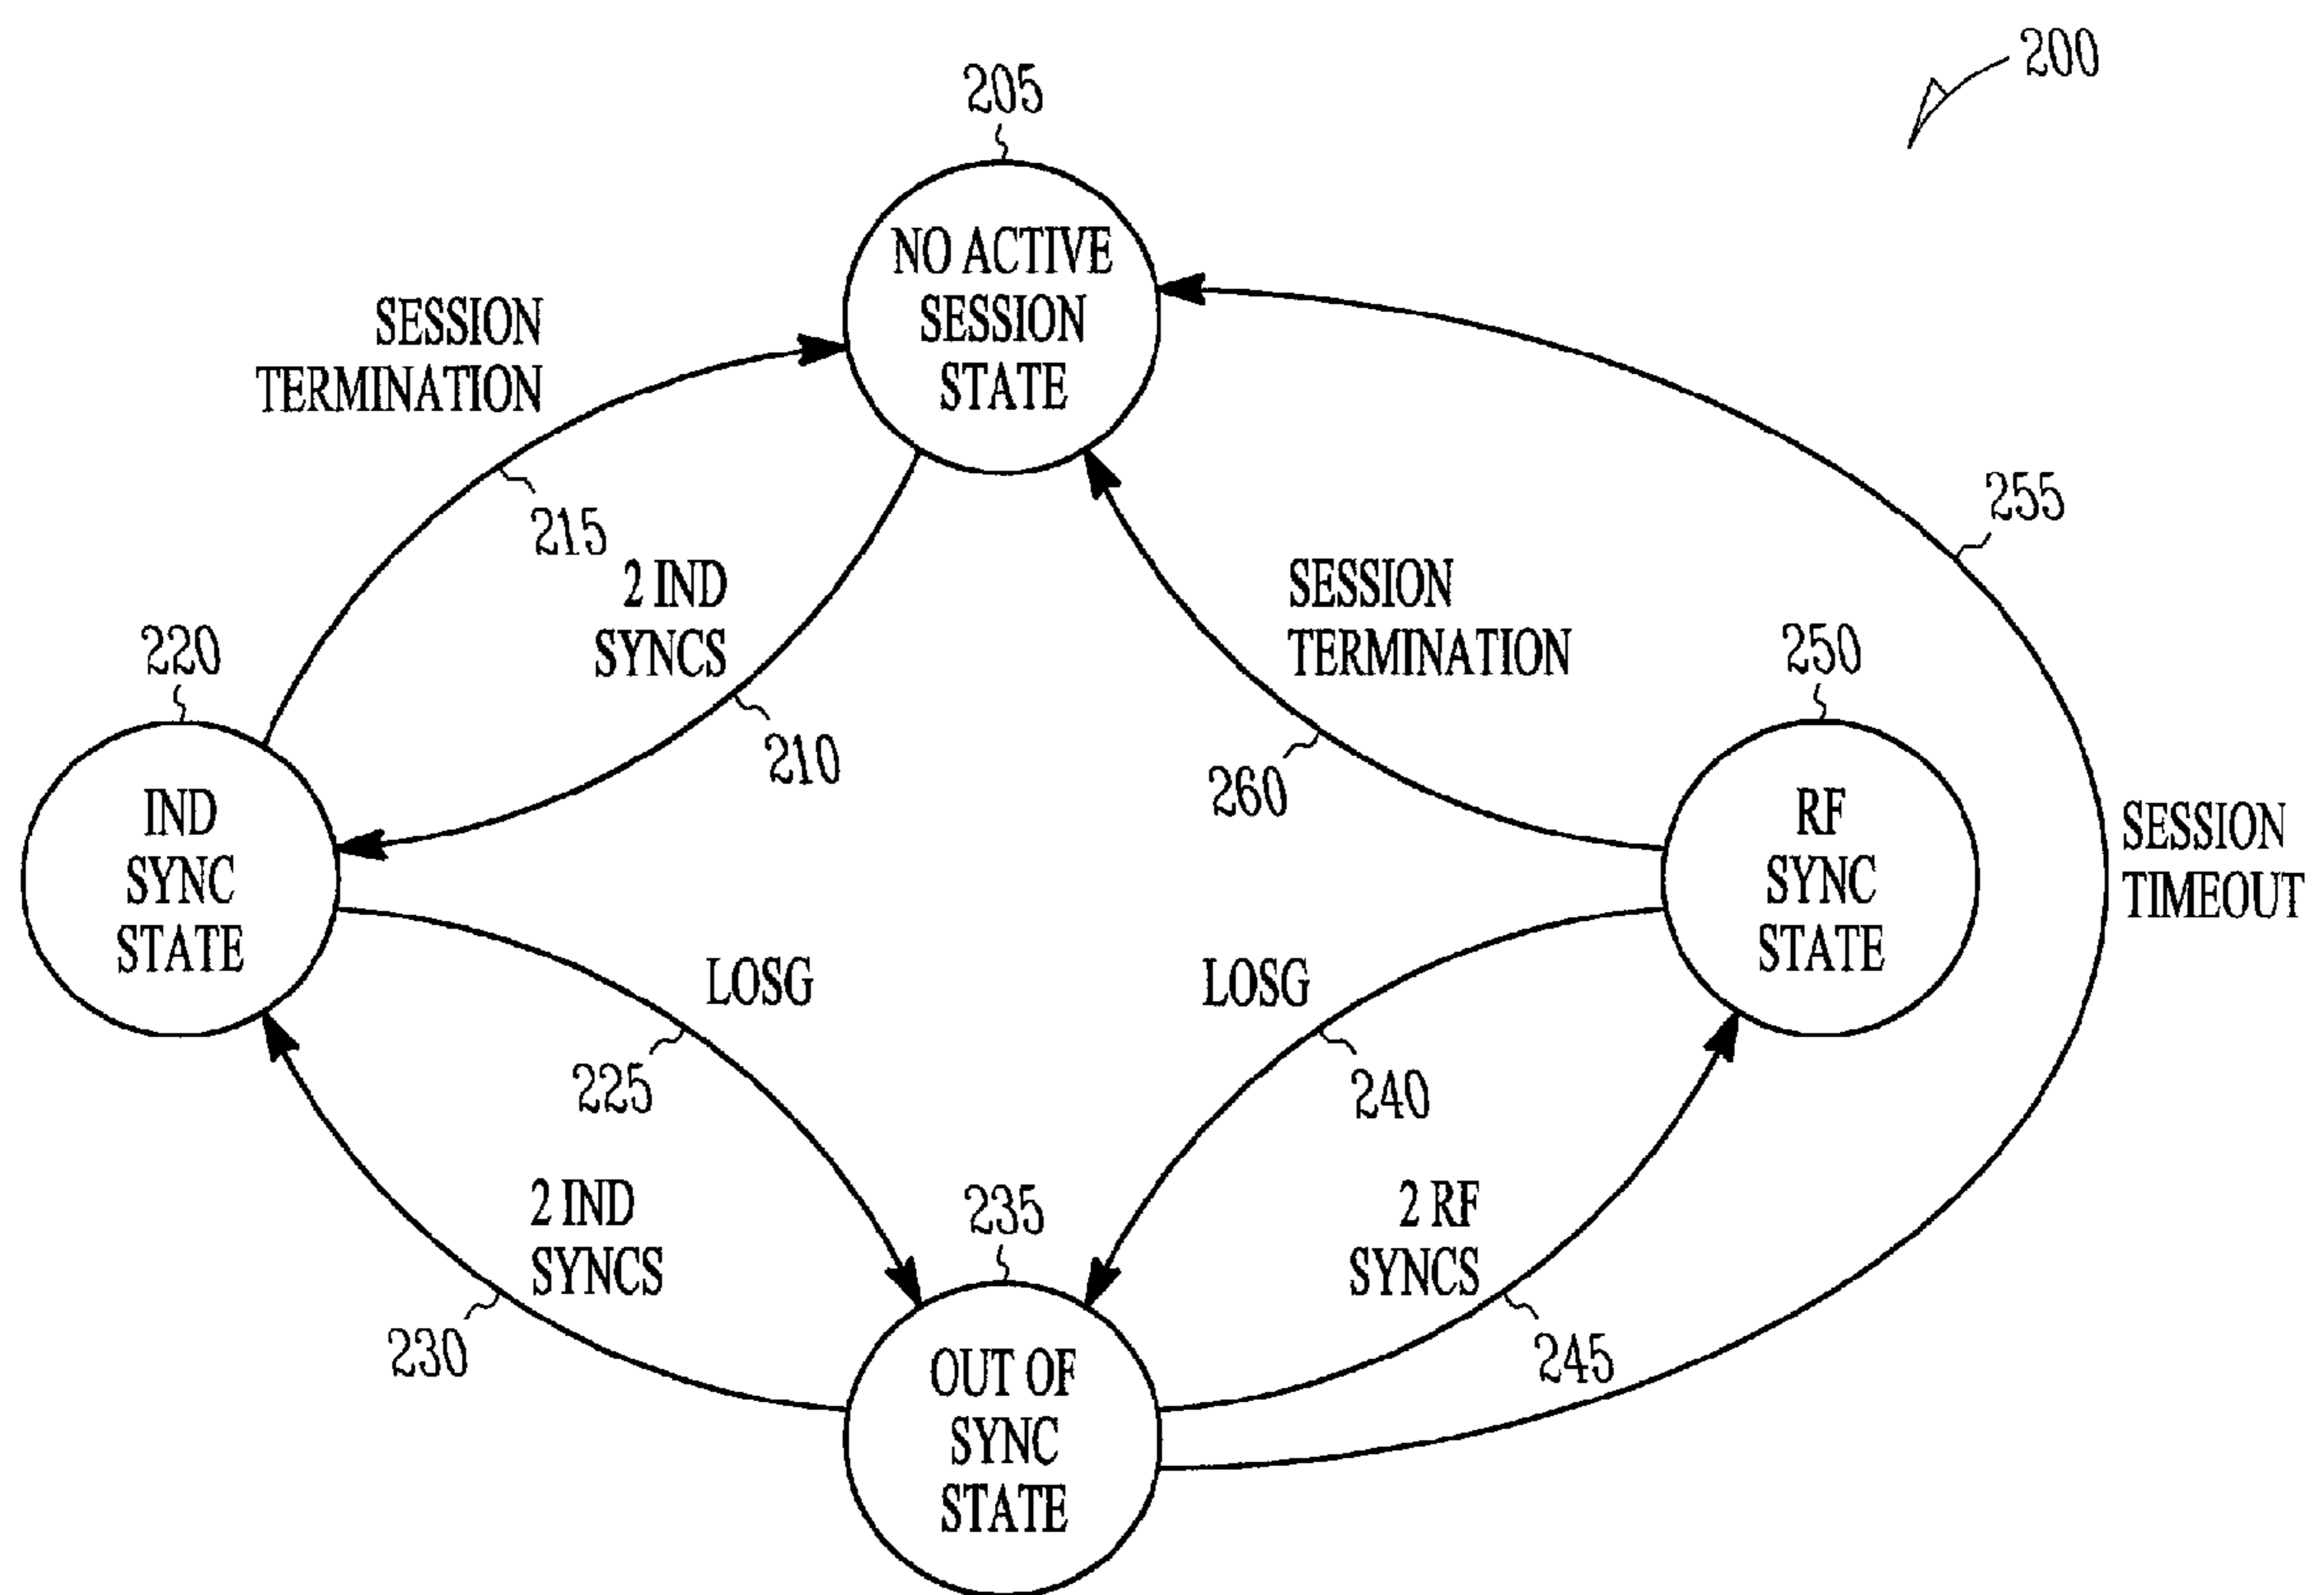 200
205
NO ACTIVE
SESSION
STATE
SESSION
TERMINATION
215
2 IND
SYNCS
210
255
SESSION
TERMINATION
260
220
IND
SYNC
STATE
250
RF
SYNC
STATE
SESSION
TIMEOUT
LOSG
225
LOSG
240
2 IND
SYNCS
230
235
OUT OF
SYNC
STATE
2 RF
SYNCS
245